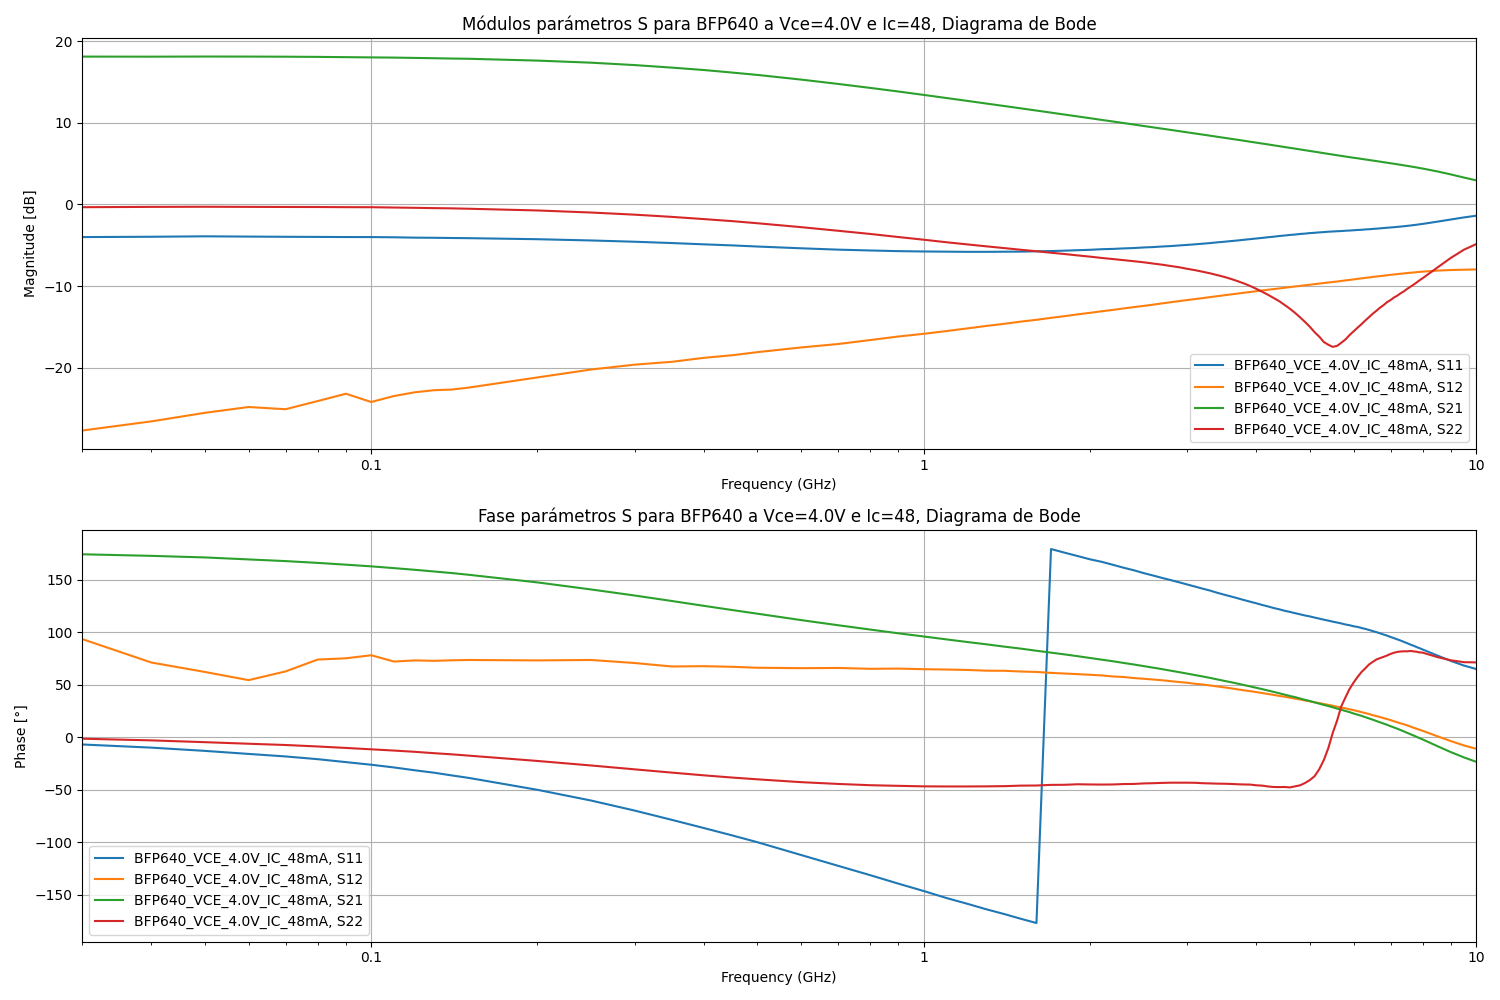 Módulos parámetros S para BFP640 a Vce=4.0V e Ic=48, Diagrama de Bode
20
10
0
−10
−20
Magnitude [dB]
BFP640_VCE_4.0V_IC_48mA, S11
BFP640_VCE_4.0V_IC_48mA, S12
BFP640_VCE_4.0V_IC_48mA, S21
BFP640_VCE_4.0V_IC_48mA, S22
0.1
1
10
Frequency (GHz)
Fase parámetros S para BFP640 a Vce=4.0V e Ic=48, Diagrama de Bode
150
100
50
0
−50
−100
−150
Phase [°]
BFP640_VCE_4.0V_IC_48mA, S11
BFP640_VCE_4.0V_IC_48mA, S12
BFP640_VCE_4.0V_IC_48mA, S21
BFP640_VCE_4.0V_IC_48mA, S22
0.1
1
10
Frequency (GHz)